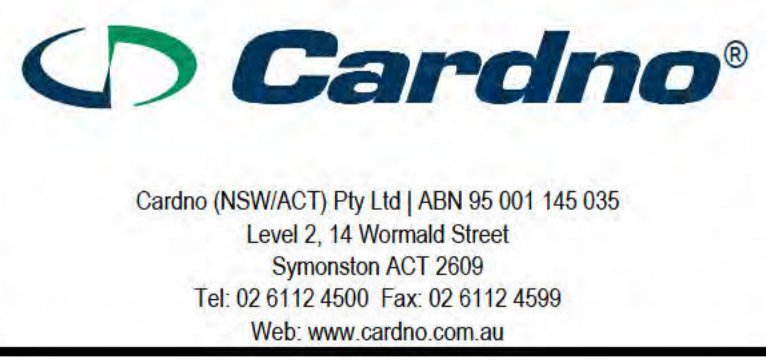 Cardno®
Cardno (NSW/ACT) Pty Ltd | ABN 95 001 145 035
Level 2, 14 Wormald Street
Symonston ACT 2609
Tel: 02 6112 4500 Fax: 02 6112 4599
Web: www.cardno.com.au